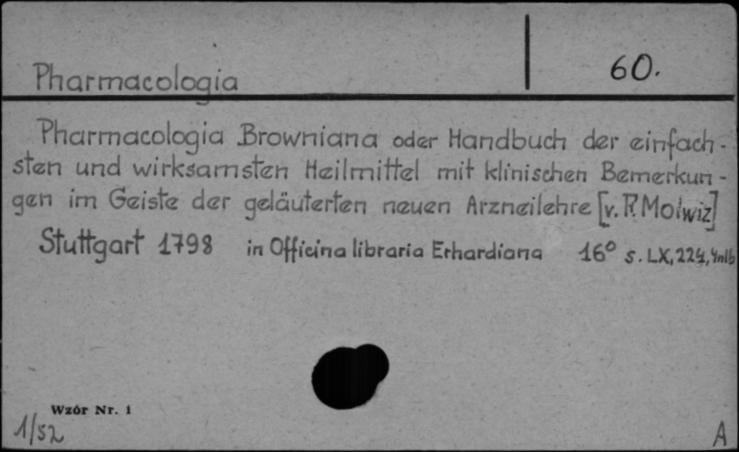 Pharmacologia 60.
Pharmacologia Browniana oder Handbuch der einfach-
sten und wirksamsten Heilmittel mit klinischen Bemerkun-
gen im Geiste der geläuterten neuen Arzneilehre [v. F. Molwiz]
Stuttgart 1798 in Officina libraria Erhardiana 16° s. LX, 224, 4nlb
Wzór Nr. 1
1/52 A